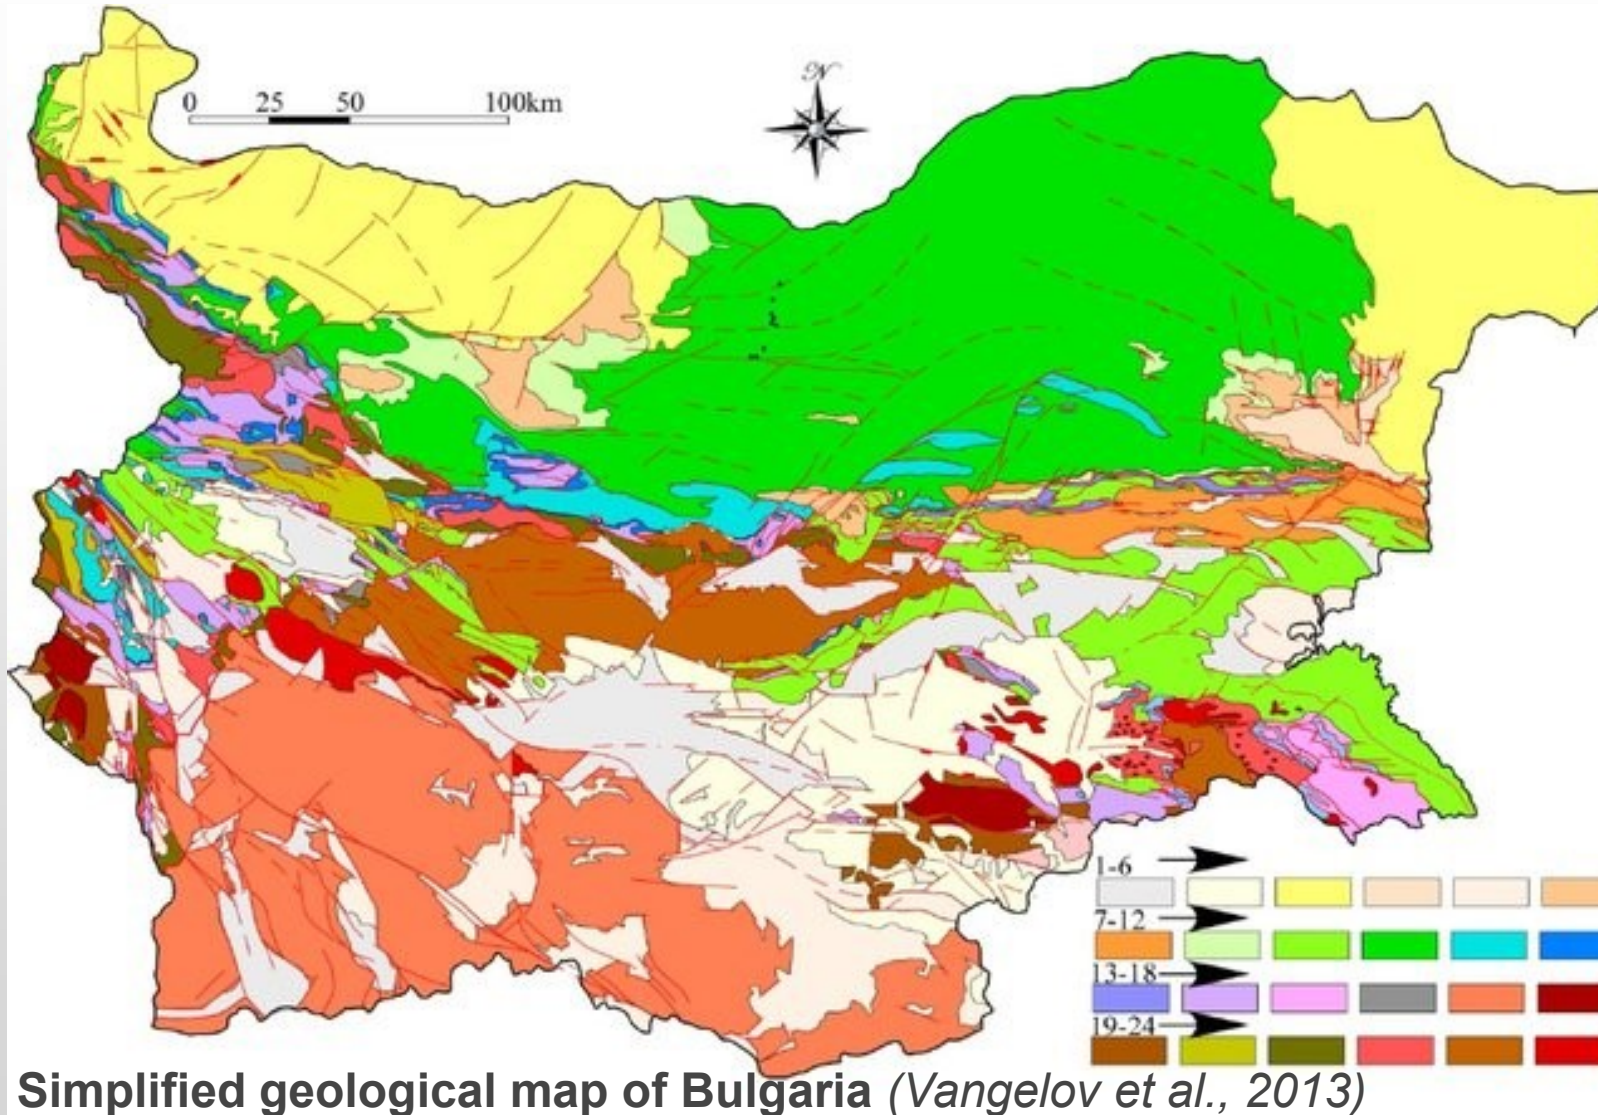 N
0 25 50 100km
1-6
7-12
13-18
19-24
Simplified geological map of Bulgaria (Vangelov et al., 2013)